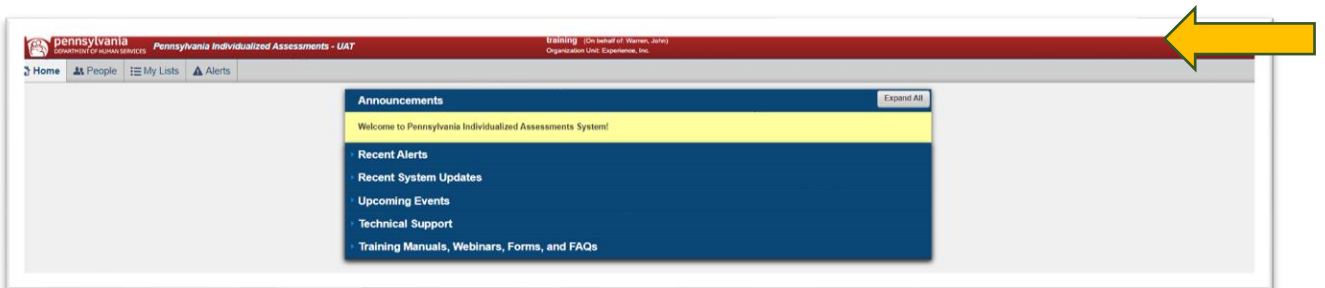 pennsylvania
DEPARTMENT OF HUMAN SERVICES
Pennsylvania Individualized Assessments - UAT
training (On behalf of: Warren, John)
Organization Unit: Experience, Inc.
Home People My Lists Alerts
Announcements Expand All
Welcome to Pennsylvania Individualized Assessments System!
Recent Alerts
Recent System Updates
Upcoming Events
Technical Support
Training Manuals, Webinars, Forms, and FAQs